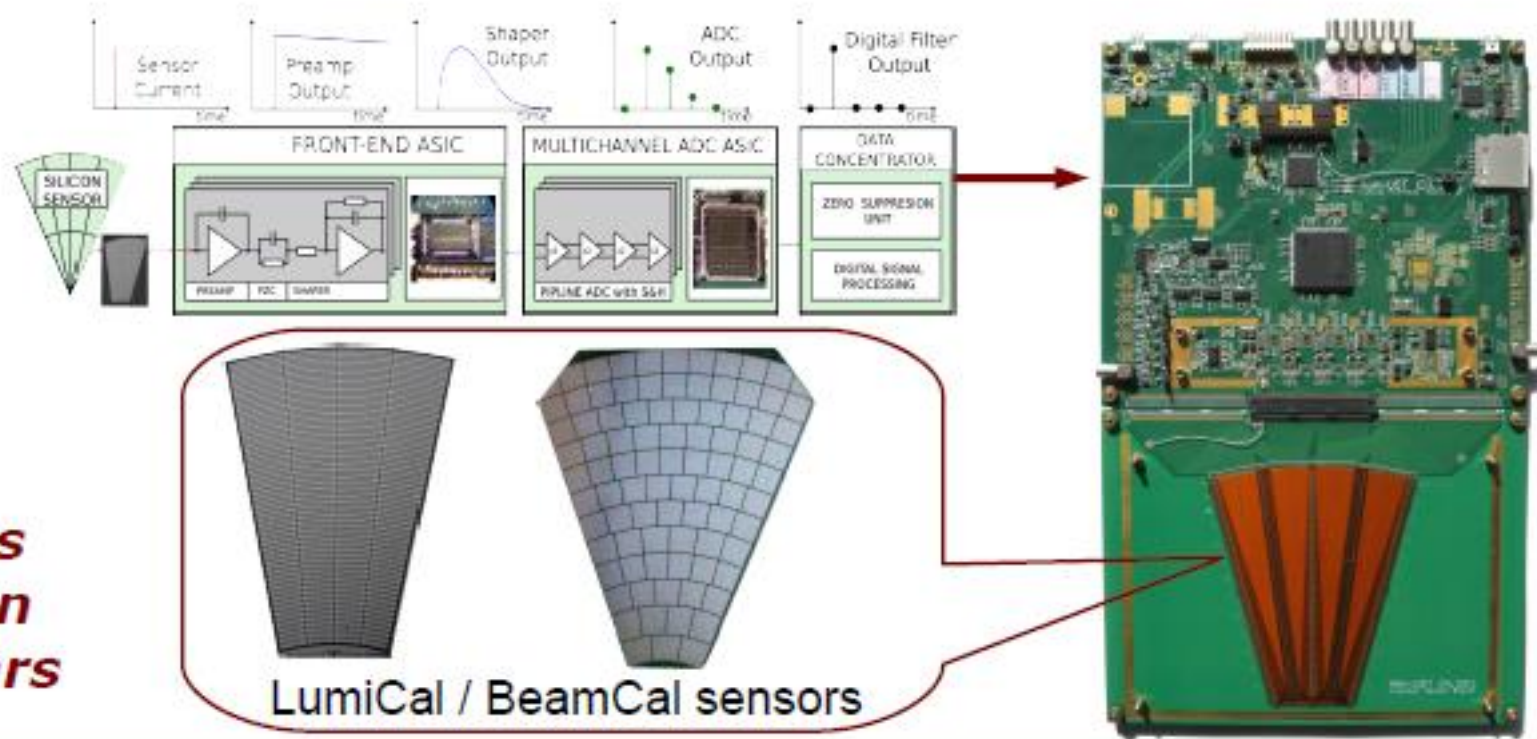 Sensor
Current
time
Preamp
Output
time
Shaper
Output
time
ADC
Output
time
Digital Filter
Output
time
SILICON
SENSOR
FRONT-END ASIC
PREAMP
PZC
SHAPER
MULTICHANNEL ADC ASIC
PIPLINE ADC with S&H
DATA
CONCENTRATOR
ZERO SUPPRESION
UNIT
DIGITAL SIGNAL
PROCESSING
s
n
rs
LumiCal / BeamCal sensors